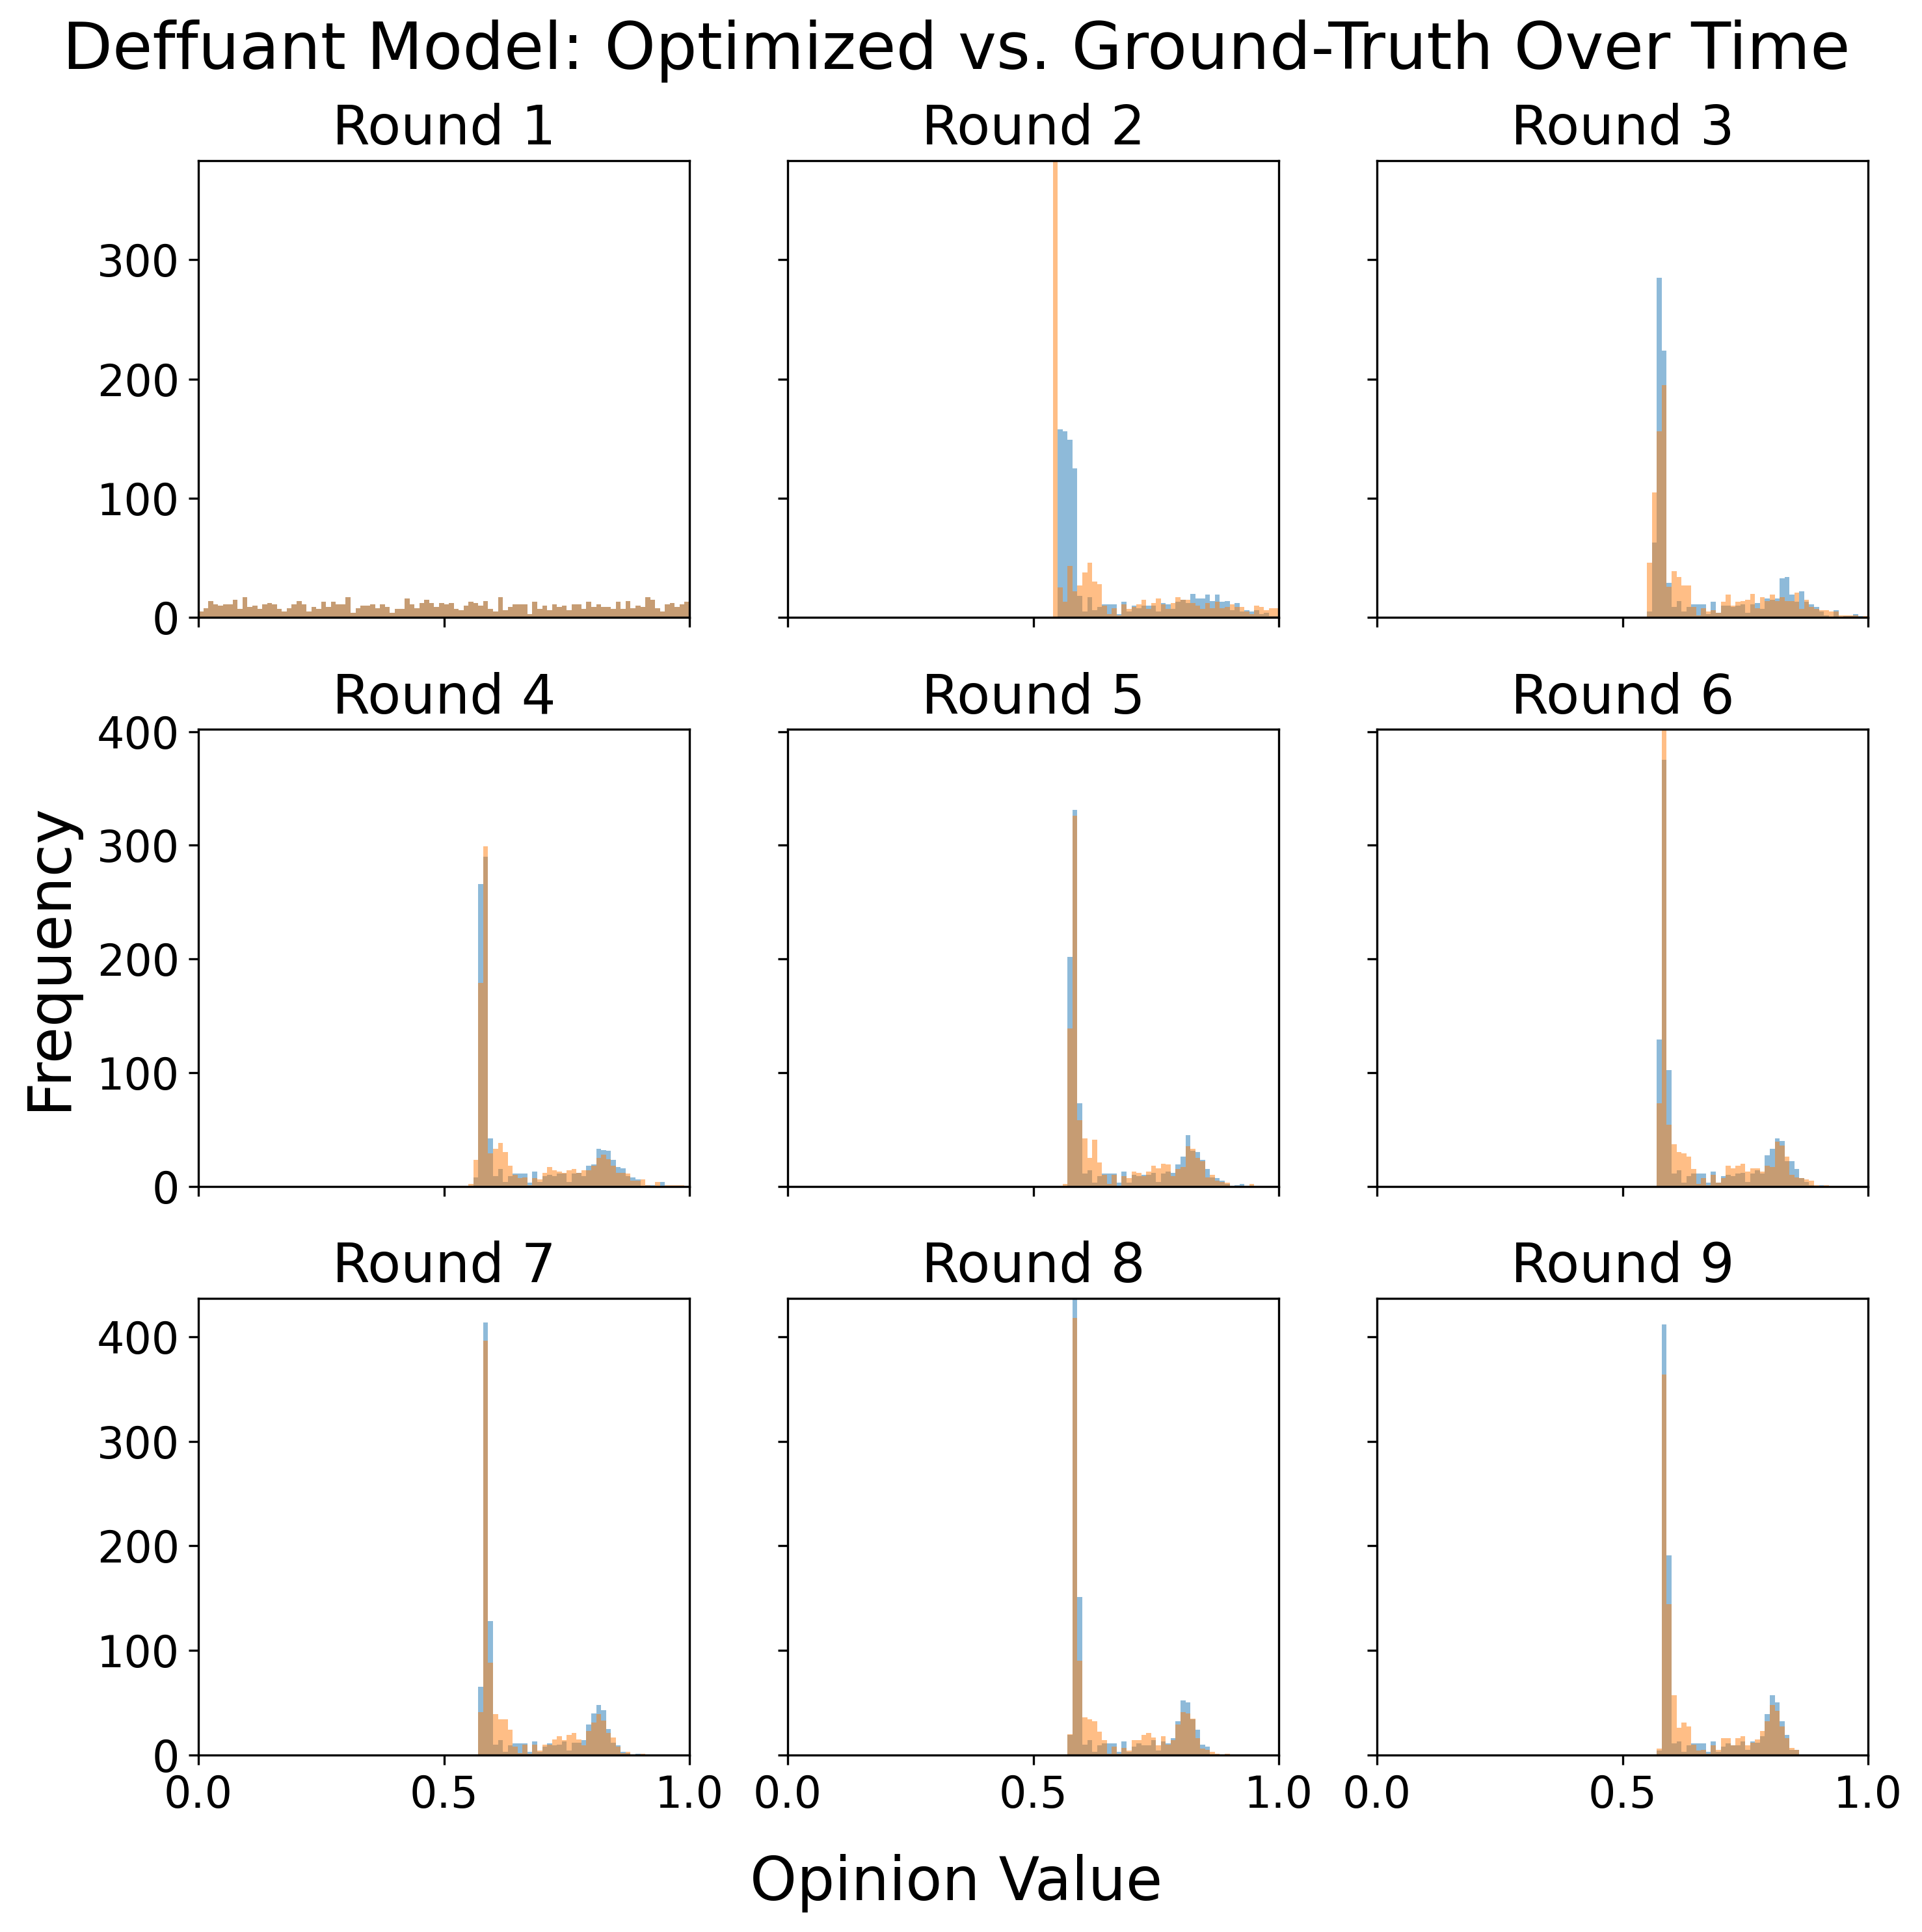 Deffuant Model: Optimized vs. Ground-Truth Over Time
Round 1
Round 2
Round 3
300
200
100
0
Round 4
Round 5
Round 6
400
300
200
100
0
Frequency
Round 7
Round 8
Round 9
400
300
200
100
0
0.0 0.5 1.0
0.0 0.5 1.0
0.0 0.5 1.0
Opinion Value